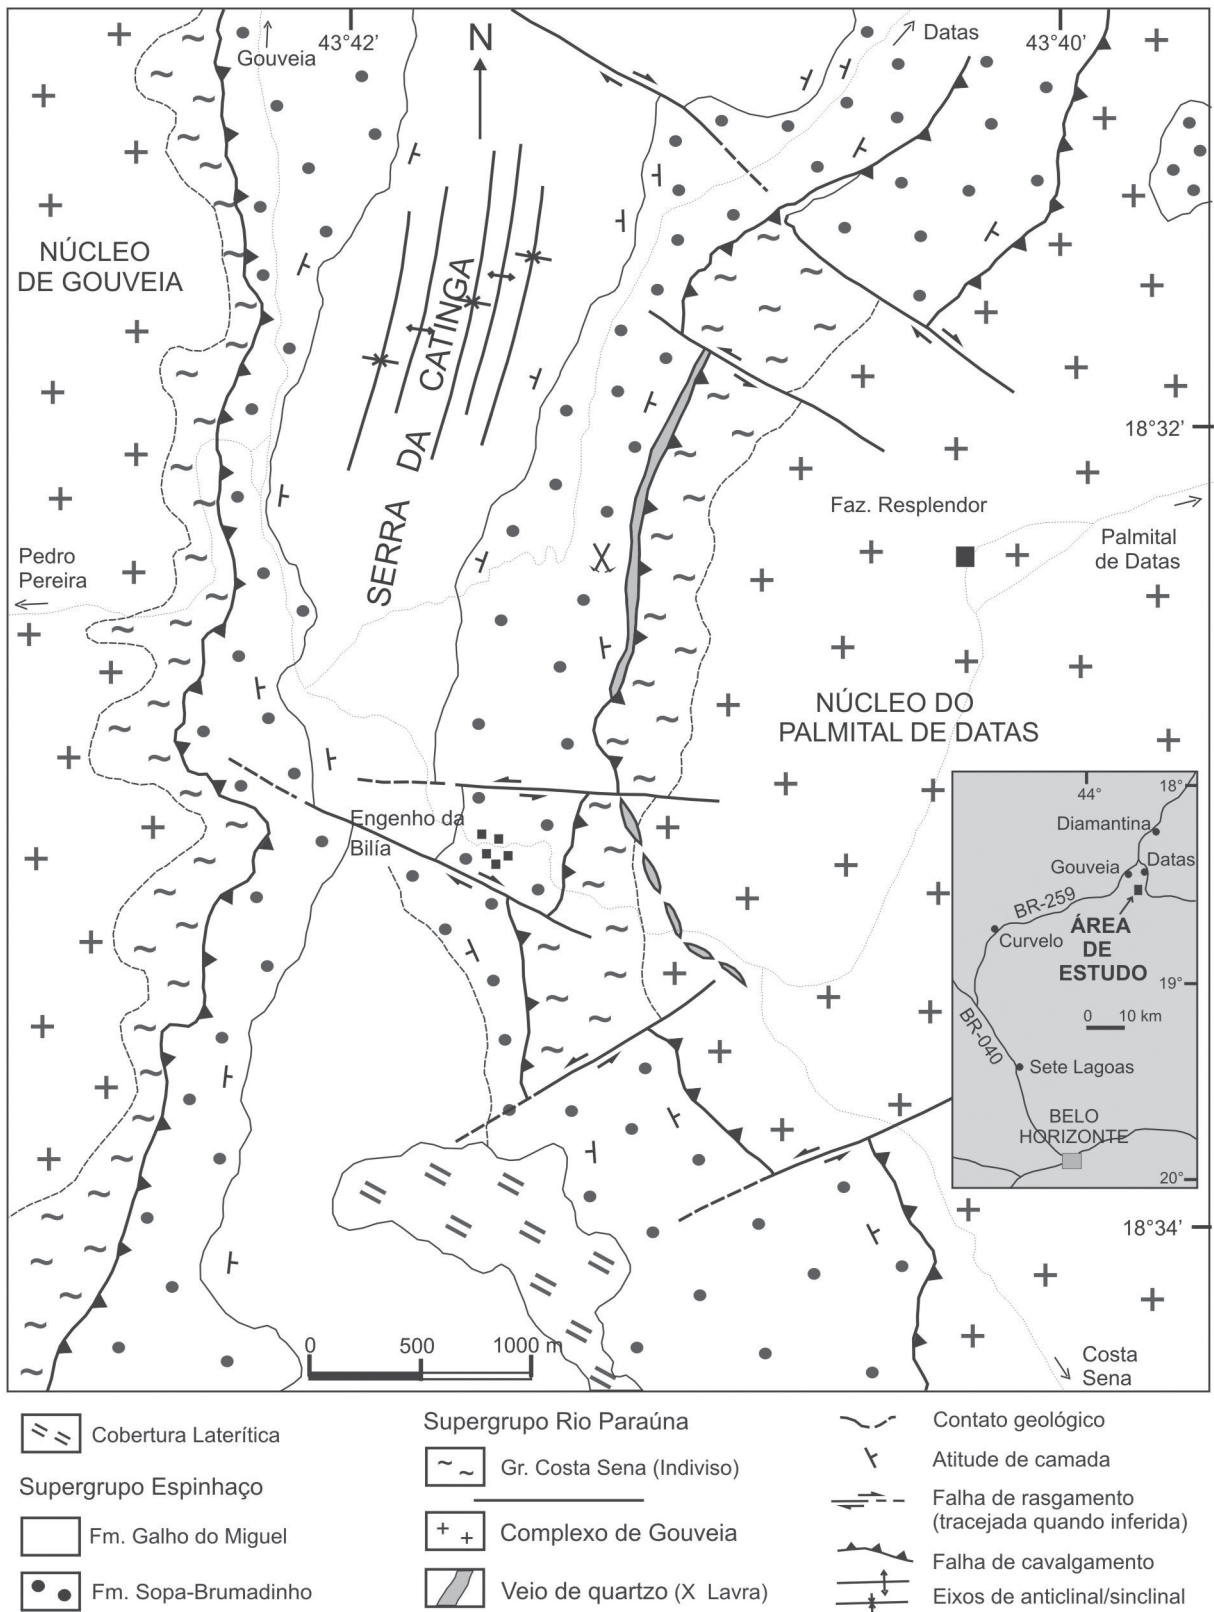 Gouveia
43°42’
N
Datas
43°40’
NÚCLEO
DE GOUVEIA
SERRA DA CATINGA
18°32’
Faz. Resplendor
Palmital
de Datas
Pedro
Pereira
NÚCLEO DO
PALMITAL DE DATAS
Engenho da
Bilía
44°
18°
Diamantina
Gouveia
Datas
BR-259
Curvelo
ÁREA
DE
ESTUDO
19°
0 10 km
BR-040
Sete Lagoas
BELO
HORIZONTE
20°
18°34’
0 500 1000 m
Costa
Sena
Cobertura Laterítica
Supergrupo Espinhaço
Fm. Galho do Miguel
Fm. Sopa-Brumadinho
Supergrupo Rio Paraúna
Gr. Costa Sena (Indiviso)
Complexo de Gouveia
Veio de quartzo (X Lavra)
Contato geológico
Atitude de camada
Falha de rasgamento
(tracejada quando inferida)
Falha de cavalgamento
Eixos de anticlinal/sinclinal